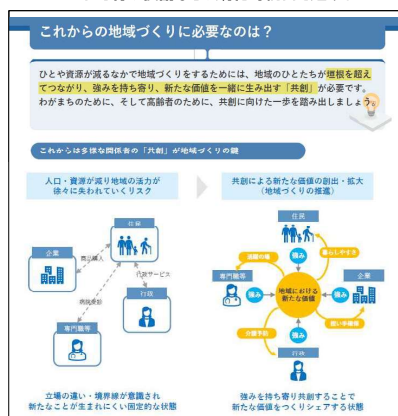 これからの地域づくりに必要なのは？
ひとや資源が減るなかで地域づくりをするためには、地域のひとたちが垣根を超え
てつながり、強みを持ち寄り、新たな価値を一緒に生み出す「共創」が必要です。
わがまちのために、そして高齢者のために、共創に向けた一歩を踏み出しましょう。
これからは多様な関係者の「共創」が地域づくりの鍵
人口・資源が減り地域の活力が
徐々に失われていくリスク
住民
企業
商品購入
行政サービス
病院受診
行政
専門職等
立場の違い・境界線が意識され
新たなことが生まれにくい固定的な状態
共創による新たな価値の創出・拡大
（地域づくりの推進）
住民
活躍の場
強み
暮らしやすさ
専門職等
企業
強み
地域における
新たな価値
強み
担い手確保
介護予防
強み
行政
強みを持ち寄り共創することで
新たな価値をつくりシェアする状態